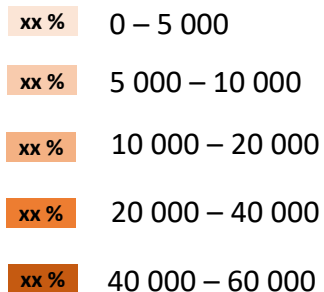 xx % 0 – 5 000
xx % 5 000 – 10 000
xx % 10 000 – 20 000
xx % 20 000 – 40 000
xx % 40 000 – 60 000